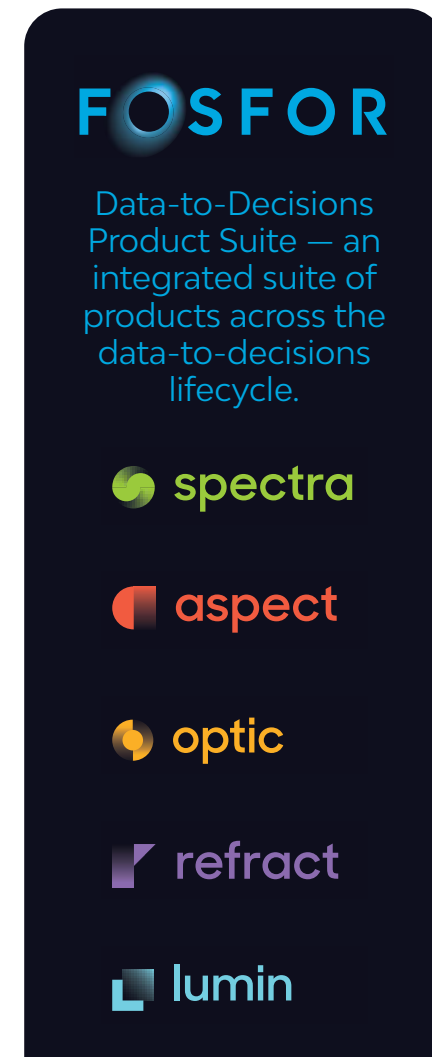 FOSFOR
Data-to-Decisions
Product Suite — an
integrated suite of
products across the
data-to-decisions
lifecycle.
spectra
aspect
optic
refract
lumin